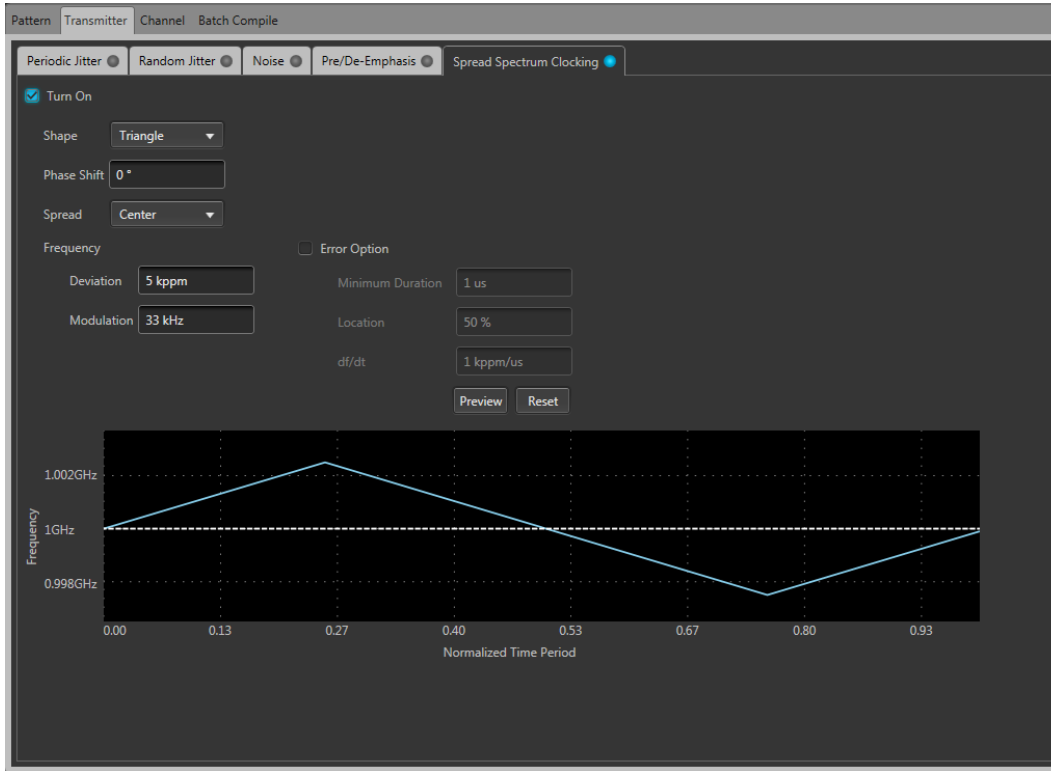 Pattern Transmitter Channel Batch Compile
Periodic Jitter Random Jitter Noise Pre/De-Emphasis Spread Spectrum Clocking
Turn On
Shape Triangle
Phase Shift 0 °
Spread Center
Frequency Error Option
Deviation 5 kppm Minimum Duration 1 us
Modulation 33 kHz Location 50 %
df/dt 1 kppm/us
Preview Reset
1.002GHz
1GHz
0.998GHz
Frequency
0.00 0.13 0.27 0.40 0.53 0.67 0.80 0.93
Normalized Time Period